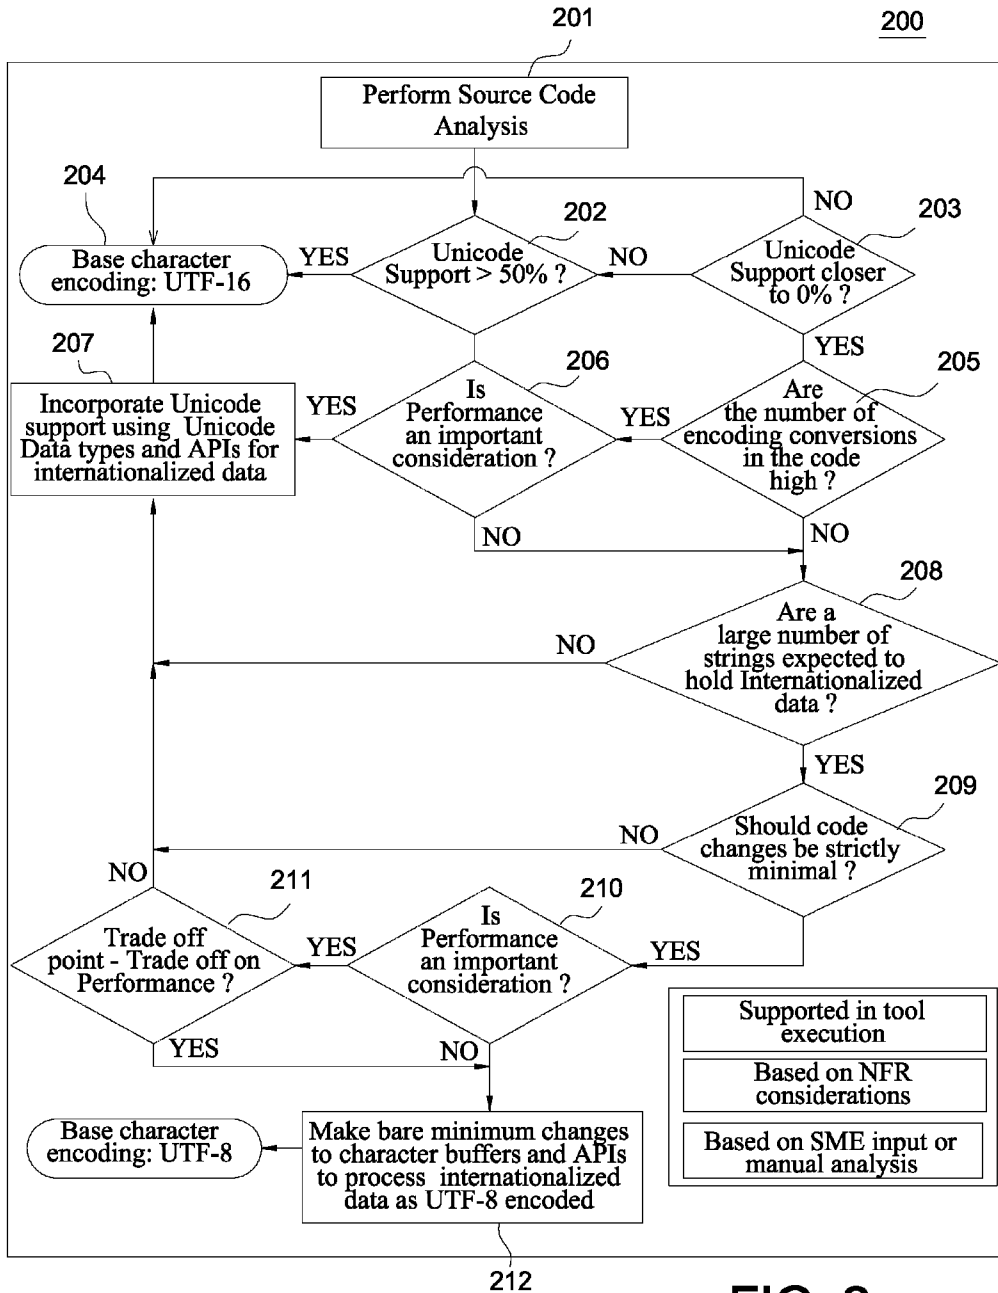 201
200
Perform Source Code
Analysis
204
202
NO
203
Base character
encoding: UTF-16
YES
Unicode
Support > 50% ?
NO
Unicode
Support closer
to 0% ?
207
206
YES
205
Incorporate Unicode
support using Unicode
Data types and APIs for
internationalized data
YES
Is
Performance
an important
consideration ?
YES
Are
the number of
encoding conversions
in the code
high ?
NO
NO
208
Are a
large number of
strings expected to
hold Internationalized
data ?
NO
YES
209
Should code
changes be strictly
minimal ?
NO
NO
211
210
Trade off
point - Trade off on
Performance ?
YES
Is
Performance
an important
consideration ?
YES
YES
NO
Supported in tool
execution
Based on NFR
considerations
Based on SME input or
manual analysis
Base character
encoding: UTF-8
Make bare minimum changes
to character buffers and APIs
to process internationalized
data as UTF-8 encoded
212